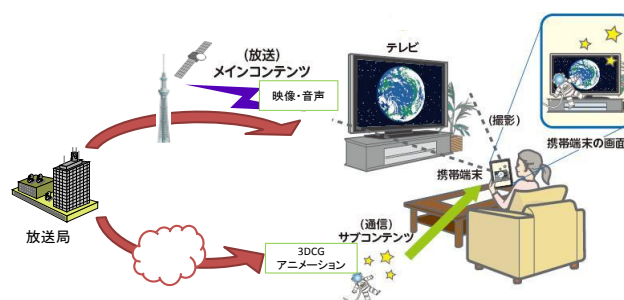 (放送)
メインコンテンツ
映像・音声
テレビ
(撮影)
携帯端末の画面
携帯端末
放送局
(通信)
サブコンテンツ
3DCG
アニメーション